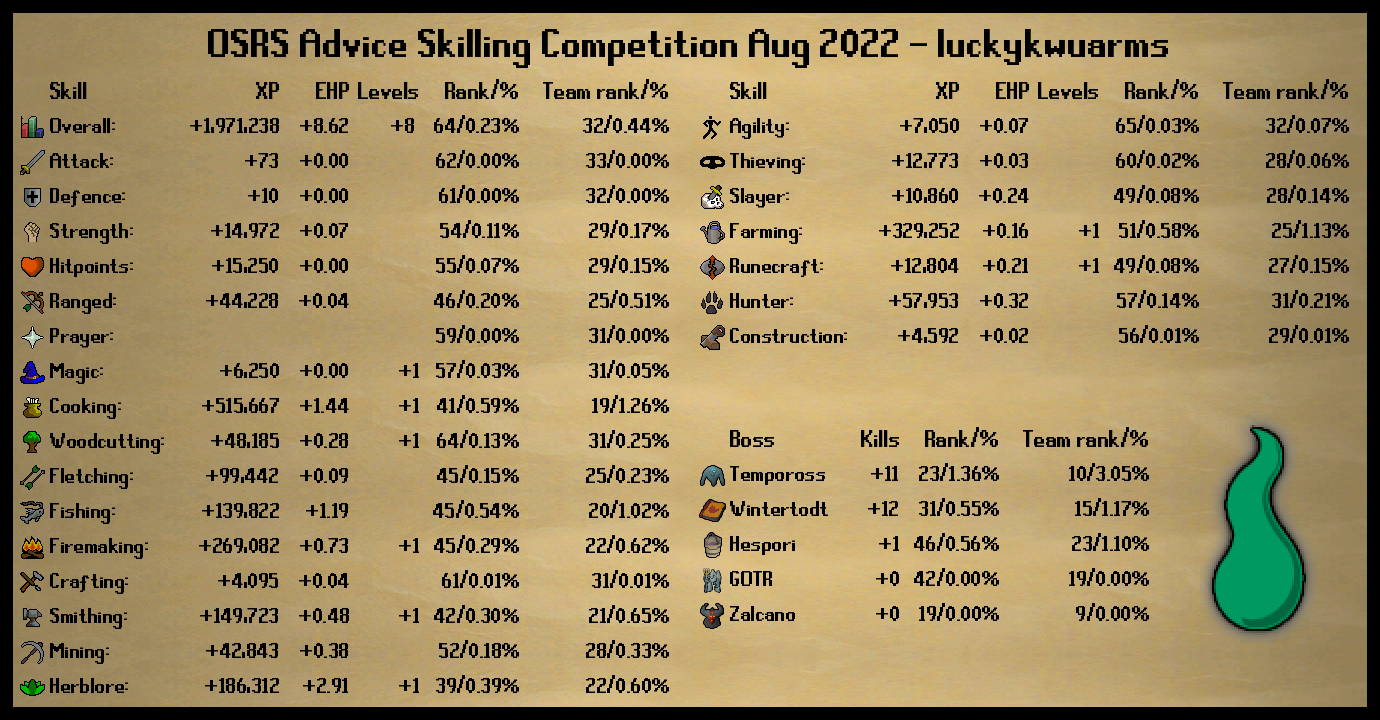 OSRS Advice Skilling Competition Aug 2022 - luckykwuarms
Skill XP EHP Levels Rank/% Team rank/%
Overall: +1,971,238 +8.62 +8 64/0.23% 32/0.44%
Attack: +73 +0.00 62/0.00% 33/0.00%
Defence: +10 +0.00 61/0.00% 32/0.00%
Strength: +14,972 +0.07 54/0.11% 29/0.17%
Hitpoints: +15,250 +0.00 55/0.07% 29/0.15%
Ranged: +44,228 +0.04 46/0.20% 25/0.51%
Prayer: 59/0.00% 31/0.00%
Magic: +6,250 +0.00 +1 57/0.03% 31/0.05%
Cooking: +515,667 +1.44 +1 41/0.59% 19/1.26%
Woodcutting: +48,185 +0.28 +1 64/0.13% 31/0.25%
Fletching: +99,442 +0.09 45/0.15% 25/0.23%
Fishing: +139,822 +1.19 45/0.54% 20/1.02%
Firemaking: +269,082 +0.73 +1 45/0.29% 22/0.62%
Crafting: +4,095 +0.04 61/0.01% 31/0.01%
Smithing: +149,723 +0.48 +1 42/0.30% 21/0.65%
Mining: +42,843 +0.38 52/0.18% 28/0.33%
Herblore: +186,312 +2.91 +1 39/0.39% 22/0.60%
Skill XP EHP Levels Rank/% Team rank/%
Agility: +7,050 +0.07 65/0.03% 32/0.07%
Thieving: +12,773 +0.03 60/0.02% 28/0.06%
Slayer: +10,860 +0.24 49/0.08% 28/0.14%
Farming: +329,252 +0.16 +1 51/0.58% 25/1.13%
Runecraft: +12,804 +0.21 +1 49/0.08% 27/0.15%
Hunter: +57,953 +0.32 57/0.14% 31/0.21%
Construction: +4,592 +0.02 56/0.01% 29/0.01%
Boss Kills Rank/% Team rank/%
Tempoross +11 23/1.36% 10/3.05%
Wintertodt +12 31/0.55% 15/1.17%
Hespori +1 46/0.56% 23/1.10%
GOTR +0 42/0.00% 19/0.00%
Zalcano +0 19/0.00% 9/0.00%